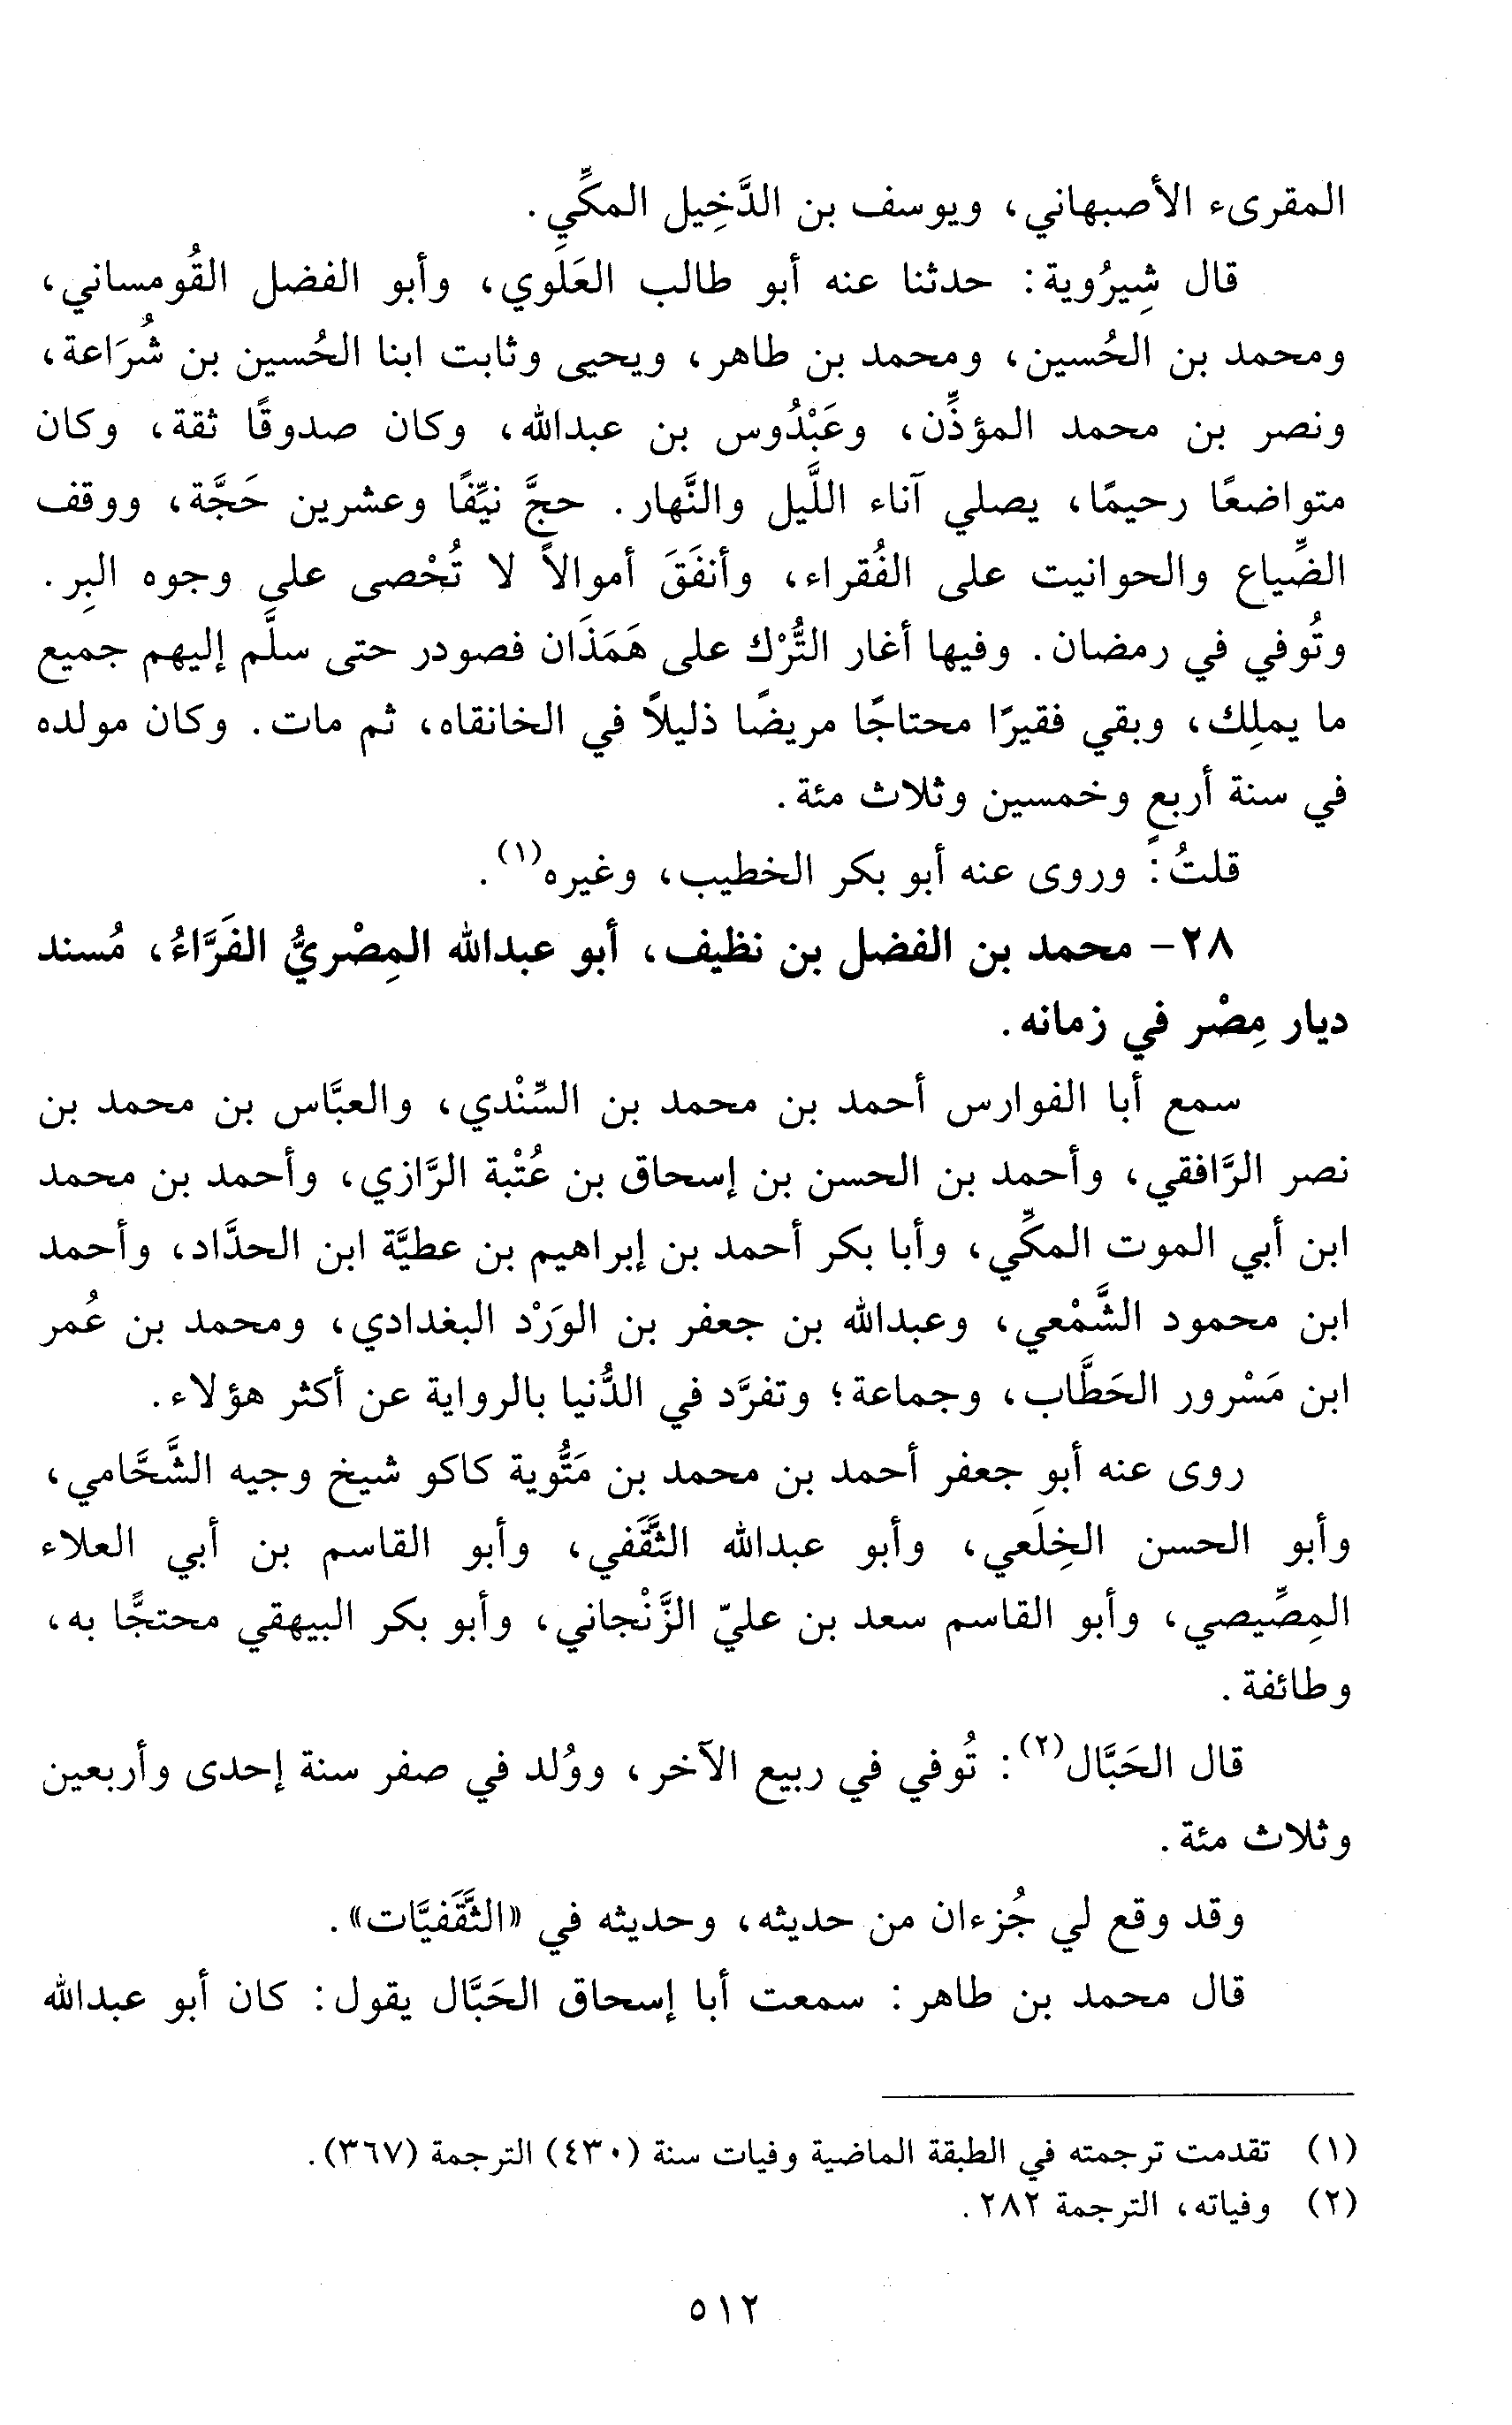 المقرىء الأصبهاني، ويوسف بن الدَّخِيل المكِّي.
قال شِيرُوية: حدثنا عنه أبو طالب العَلَوي، وأبو الفضل القُومساني،
ومحمد بن الحُسين، ومحمد بن طاهر، ويحيى وثابت ابنا الحُسين بن شُرَاعة،
ونصر بن محمد المؤذِّن، وعَبْدُوس بن عبدالله، وكان صدوقًا ثقة، وكان
متواضعًا رحيمًا، يصلي آناء اللَّيل والنَّهار. حجَّ نيِّفًا وعشرين حَجَّة، ووقف
الضِّياع والحوانيت على الفُقراء، وأنفَقَ أموالاً لا تُحْصى على وجوه البِر.
وتُوفي في رمضان. وفيها أغار التُّرْك على هَمَذَان فصودر حتى سلَّم إليهم جميع
ما يملِك، وبقي فقيرًا محتاجًا مريضًا ذليلاً في الخانقاه، ثم مات. وكان مولده
في سنة أربعٍ وخمسين وثلاث مئة.
قلتُ: وروى عنه أبو بكر الخطيب، وغيره(١).
٢٨- محمد بن الفضل بن نظيف، أبو عبدالله المِصْريُّ الفَرَّاءُ، مُسند
ديار مِصْر في زمانه.
سمع أبا الفوارس أحمد بن محمد بن السِّنْدي، والعبَّاس بن محمد بن
نصر الرَّافقي، وأحمد بن الحسن بن إسحاق بن عُتْبة الرَّازي، وأحمد بن محمد
ابن أبي الموت المكِّي، وأبا بكر أحمد بن إبراهيم بن عطيَّة ابن الحدَّاد، وأحمد
ابن محمود الشَّمْعي، وعبدالله بن جعفر بن الوَرْد البغدادي، ومحمد بن عُمر
ابن مَسْرور الحَطَّاب، وجماعة؛ وتفرَّد في الدُّنيا بالرواية عن أكثر هؤلاء.
روى عنه أبو جعفر أحمد بن محمد بن مَتُّوية كاكو شيخ وجيه الشَّحَّامي،
وأبو الحسن الخِلَعي، وأبو عبدالله الثَّقَفي، وأبو القاسم بن أبي العلاء
المِصِّيصي، وأبو القاسم سعد بن عليّ الزَّنْجاني، وأبو بكر البيهقي محتجًّا به،
وطائفة.
قال الحَبَّال(٢): تُوفي في ربيع الآخر، ووُلد في صفر سنة إحدى وأربعين
وثلاث مئة.
وقد وقع لي جُزءان من حديثه، وحديثه في «الثَّقَفيَّات».
قال محمد بن طاهر: سمعت أبا إسحاق الحَبَّال يقول: كان أبو عبدالله
(١) تقدمت ترجمته في الطبقة الماضية وفيات سنة (٤٣٠) الترجمة (٣٦٧).
(٢) وفياته، الترجمة ٢٨٢.
٥١٢